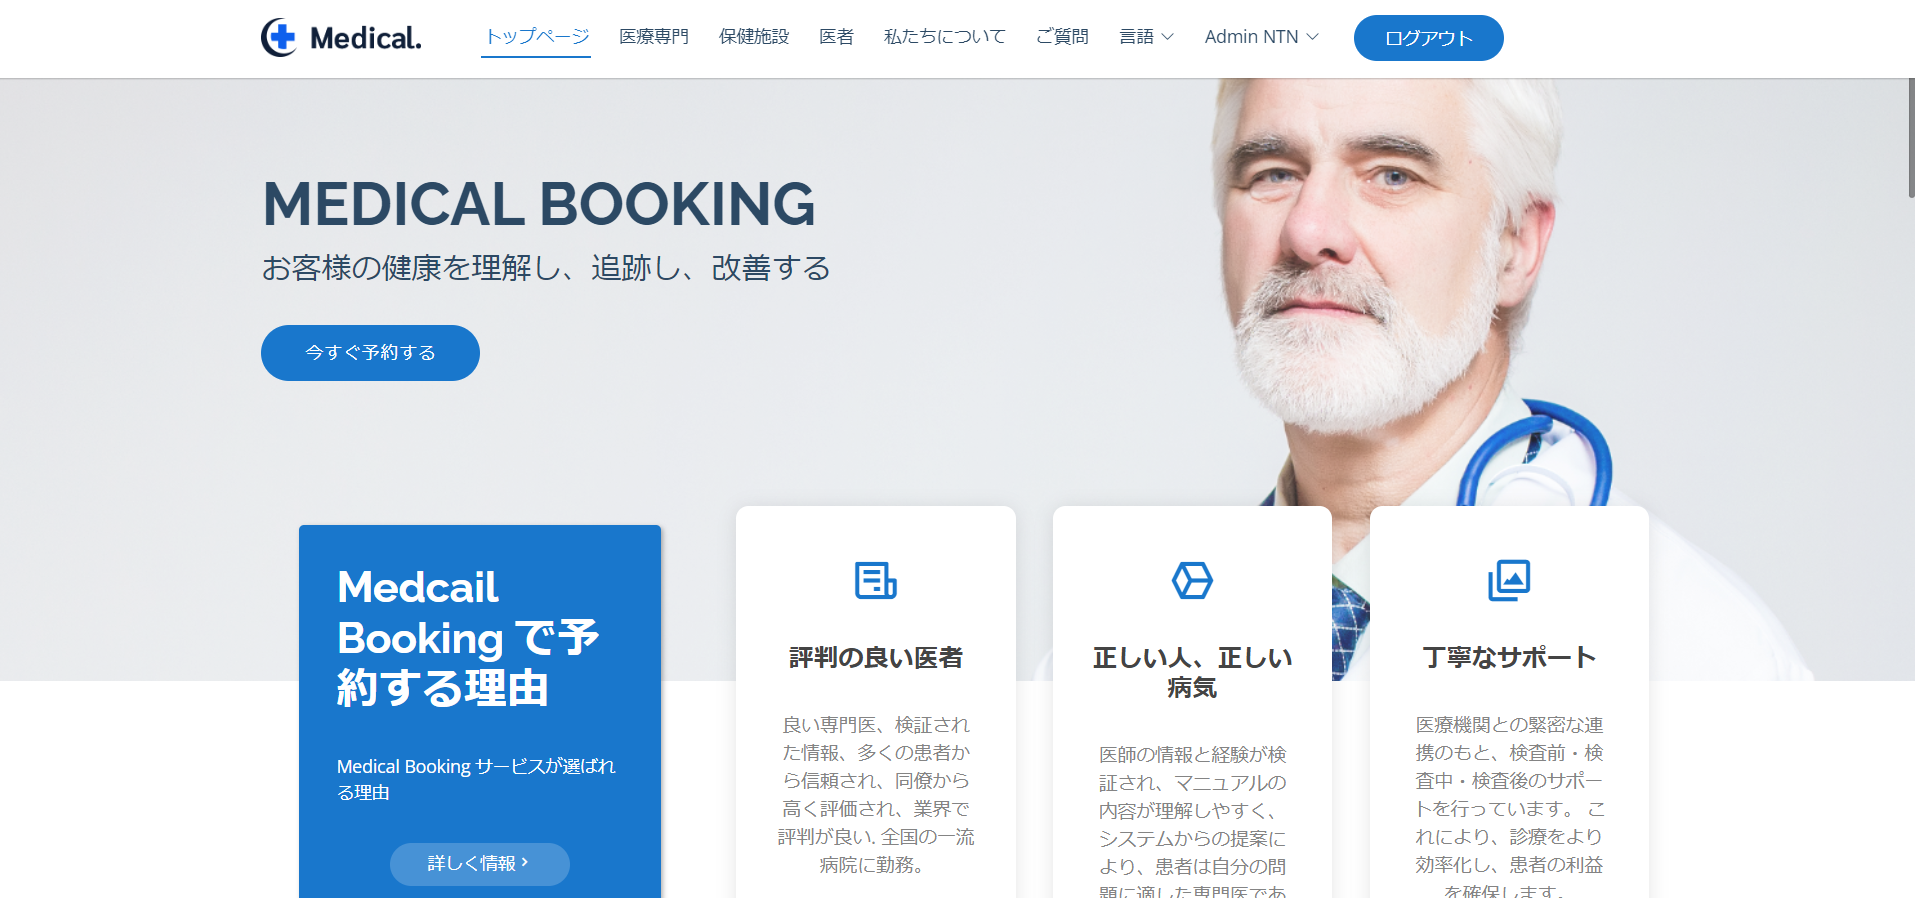 Medical.
トップページ 医療専門 保健施設 医者 私たちについて ご質問 言語 Admin NTN ログアウト
MEDICAL BOOKING
お客様の健康を理解し、追跡し、改善する
今すぐ予約する
Medcail
Booking で予
約する理由
Medical Booking サービスが選ばれ
る理由
詳しく情報
評判の良い医者
良い専門医、検証され
た情報、多くの患者か
ら信頼され、同僚から
高く評価され、業界で
評判が良い. 全国の一流
病院に勤務。
正しい人、正しい
病気
医師の情報と経験が検
証され、マニュアルの
内容が理解しやすく、
システムからの提案に
より、患者は自分の問
題に適した専門医であ
丁寧なサポート
医療機関との緊密な連
携のもと、検査前・検
査中・検査後のサポー
トを行っています。 こ
れにより、診療をより
効率化し、患者の利益
を確保します。